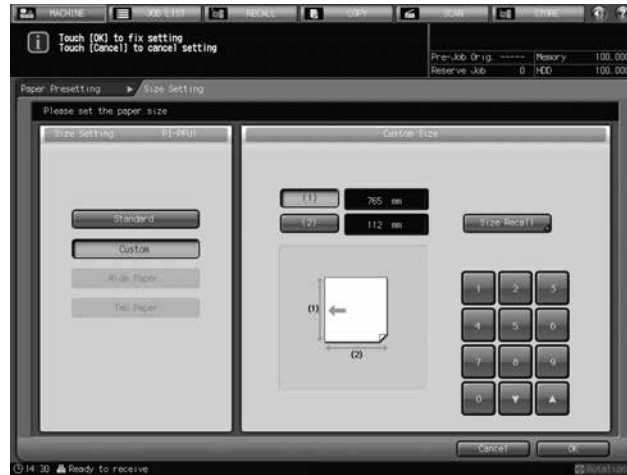 MACHINE JOB LIST RECALL COPY SCAN STORE ?
Touch [OK] to fix setting
Touch [Cancel] to cancel setting
Pre-Job Orig. ----- Memory 100.00
Reserve Job 0 HDD 100.00
Paper Presetting ▶ Size Setting
Please set the paper size
Size Setting PI-PFU1
Custom Size
Standard
Custom
Wide Paper
Tab Paper
(1) 765 mm
(2) 112 mm
Size Recall
(1)
(2)
1 2 3
4 5 6
7 8 9
0 ▼ ▲
Cancel OK
14:30 Ready to receive Rotation